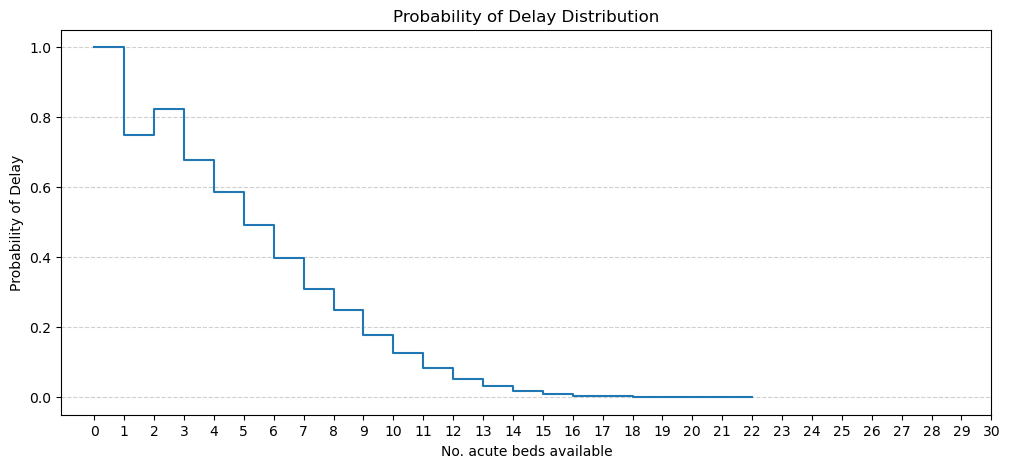 Probability of Delay Distribution
Probability of Delay
1.0
0.8
0.6
0.4
0.2
0.0
0 1 2 3 4 5 6 7 8 9 10 11 12 13 14 15 16 17 18 19 20 21 22 23 24 25 26 27 28 29 30
No. acute beds available